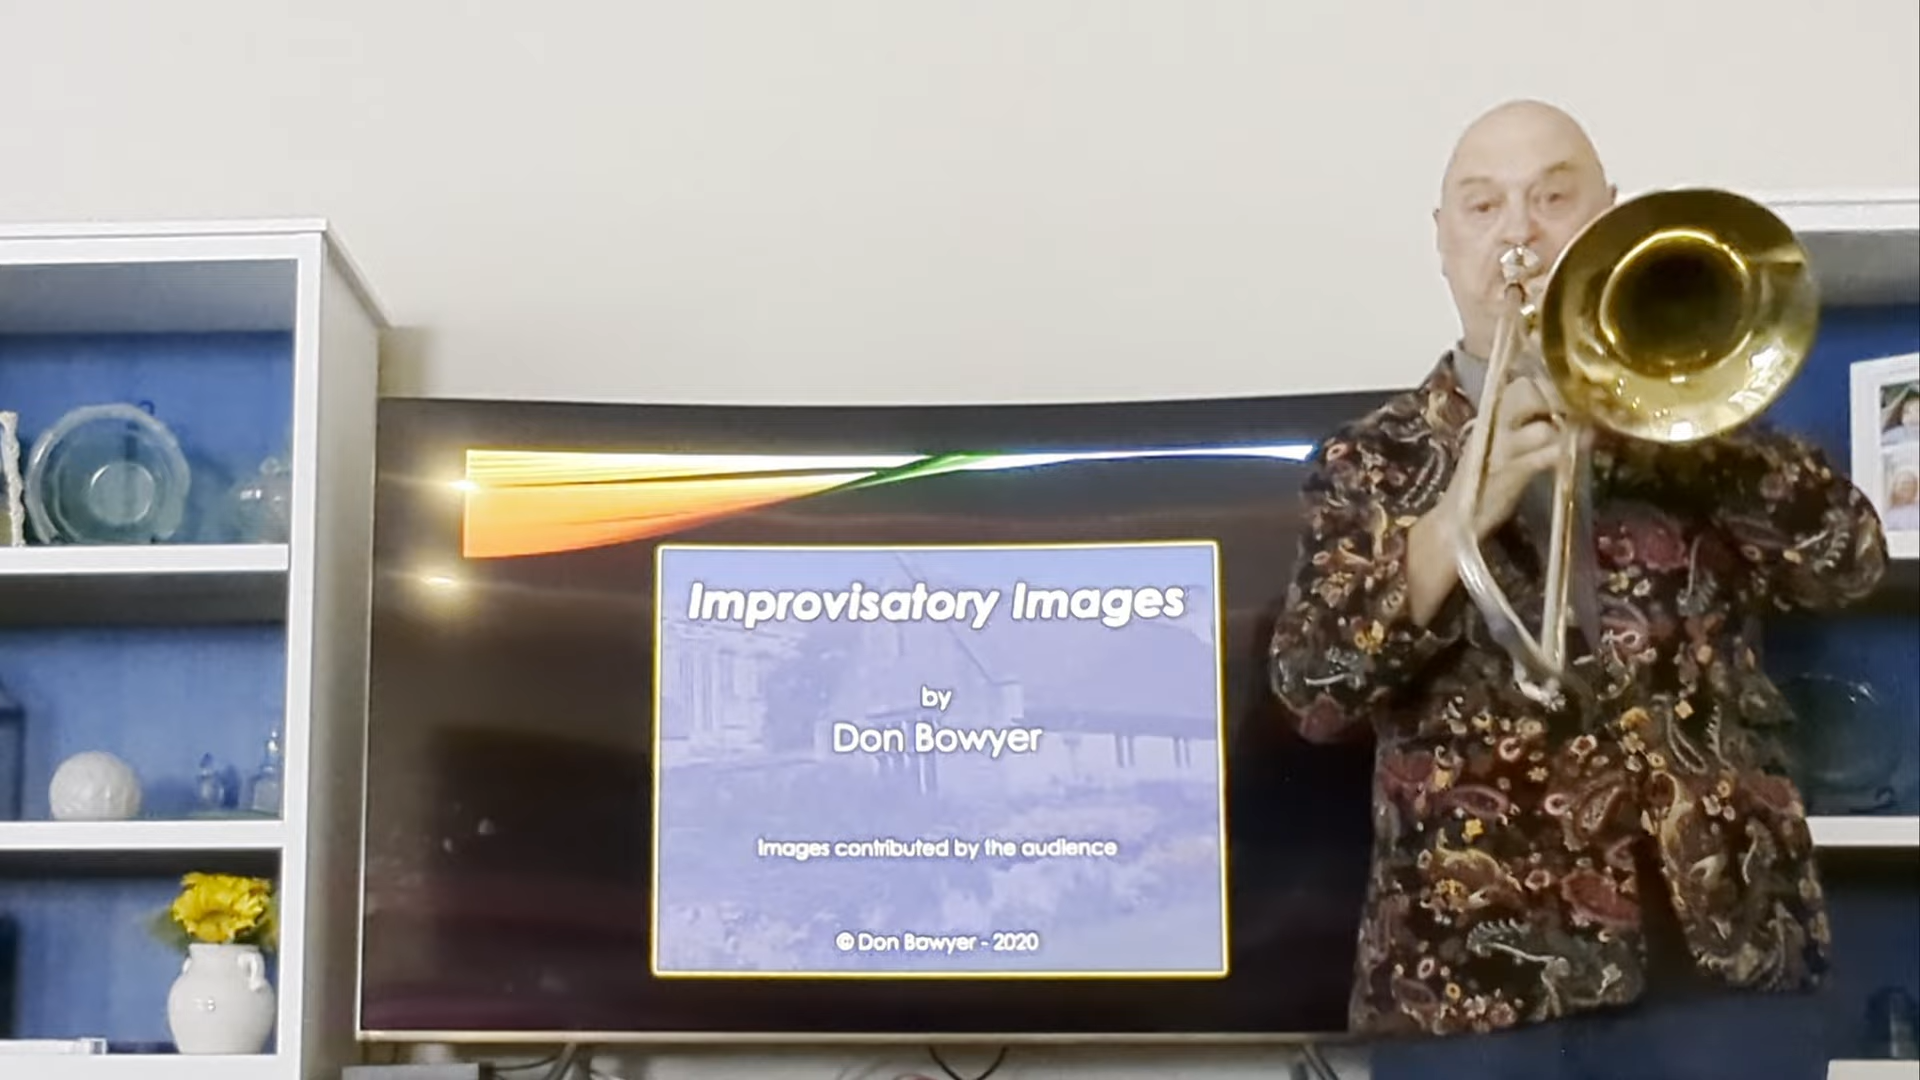 Improvisatory Images
by
Don Bowyer
Images contributed by the audience
© Don Bowyer - 2020